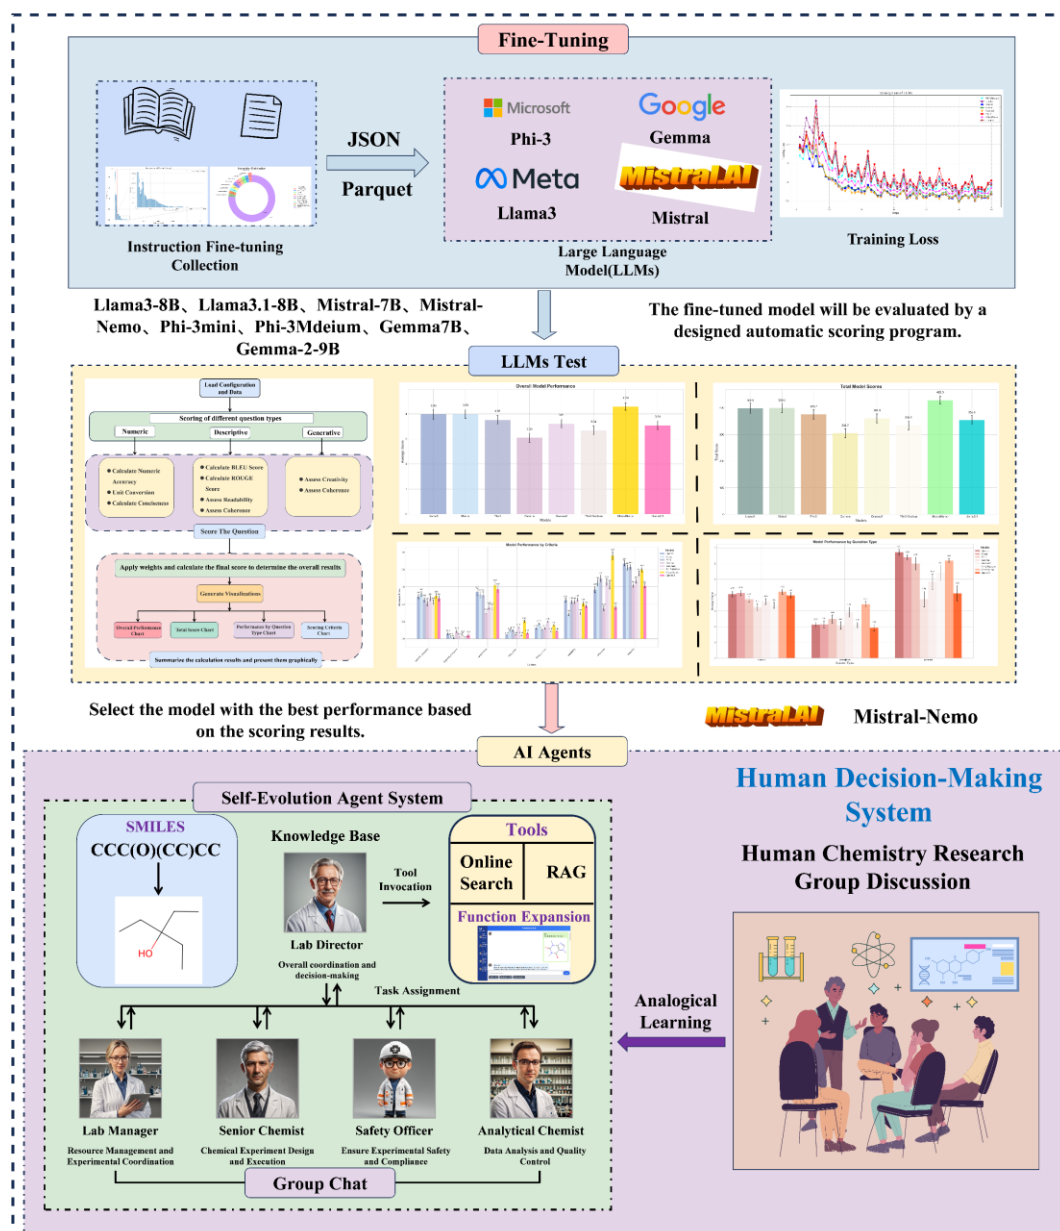 Fine-Tuning
JSON
Parquet
Instruction Fine-tuning
Collection
Microsoft
Phi-3
Google
Gemma
Meta
Llama3
Mistral.AI
Mistral
Large Language
Model(LLMs)
Training Loss
Llama3-8B、Llama3.1-8B、Mistral-7B、Mistral-
Nemo、Phi-3mini、Phi-3Mdeium、Gemma7B、
Gemma-2-9B
The fine-tuned model will be evaluated by a
designed automatic scoring program.
LLMs Test
Load Configuration
and Data
Scoring of different question types
Numeric
Descriptive
Generative
Calculate Numeric
Accuracy
Unit Conversion
Calculate Conciseness
Calculate BLEU Score
Calculate ROUGE
Score
Assess Readability
Assess Coherence
Assess Creativity
Assess Coherence
Score The Question
Apply weights and calculate the final score to determine the overall results
Generate Visualizations
Overall Performance
Chart
Total Score Chart
Performance by Question
Type Chart
Scoring Criteria
Chart
Summarize the calculation results and present them graphically
Overall Model Performance
Total Model Scores
Model Performance by Criteria
Model Performance by Question Type
Select the model with the best performance based
on the scoring results.
Mistral.AI
Mistral-Nemo
AI Agents
Self-Evolution Agent System
SMILES
CCC(O)(CC)CC
HO
Knowledge Base
Lab Director
Overall coordination and
decision-making
Tool
Invocation
Tools
Online
Search
RAG
Function Expansion
Task Assignment
Lab Manager
Resource Management and
Experimental Coordination
Senior Chemist
Chemical Experiment Design
and Execution
Safety Officer
Ensure Experimental Safety
and Compliance
Analytical Chemist
Data Analysis and Quality
Control
Group Chat
Analogical
Learning
Human Decision-Making
System
Human Chemistry Research
Group Discussion